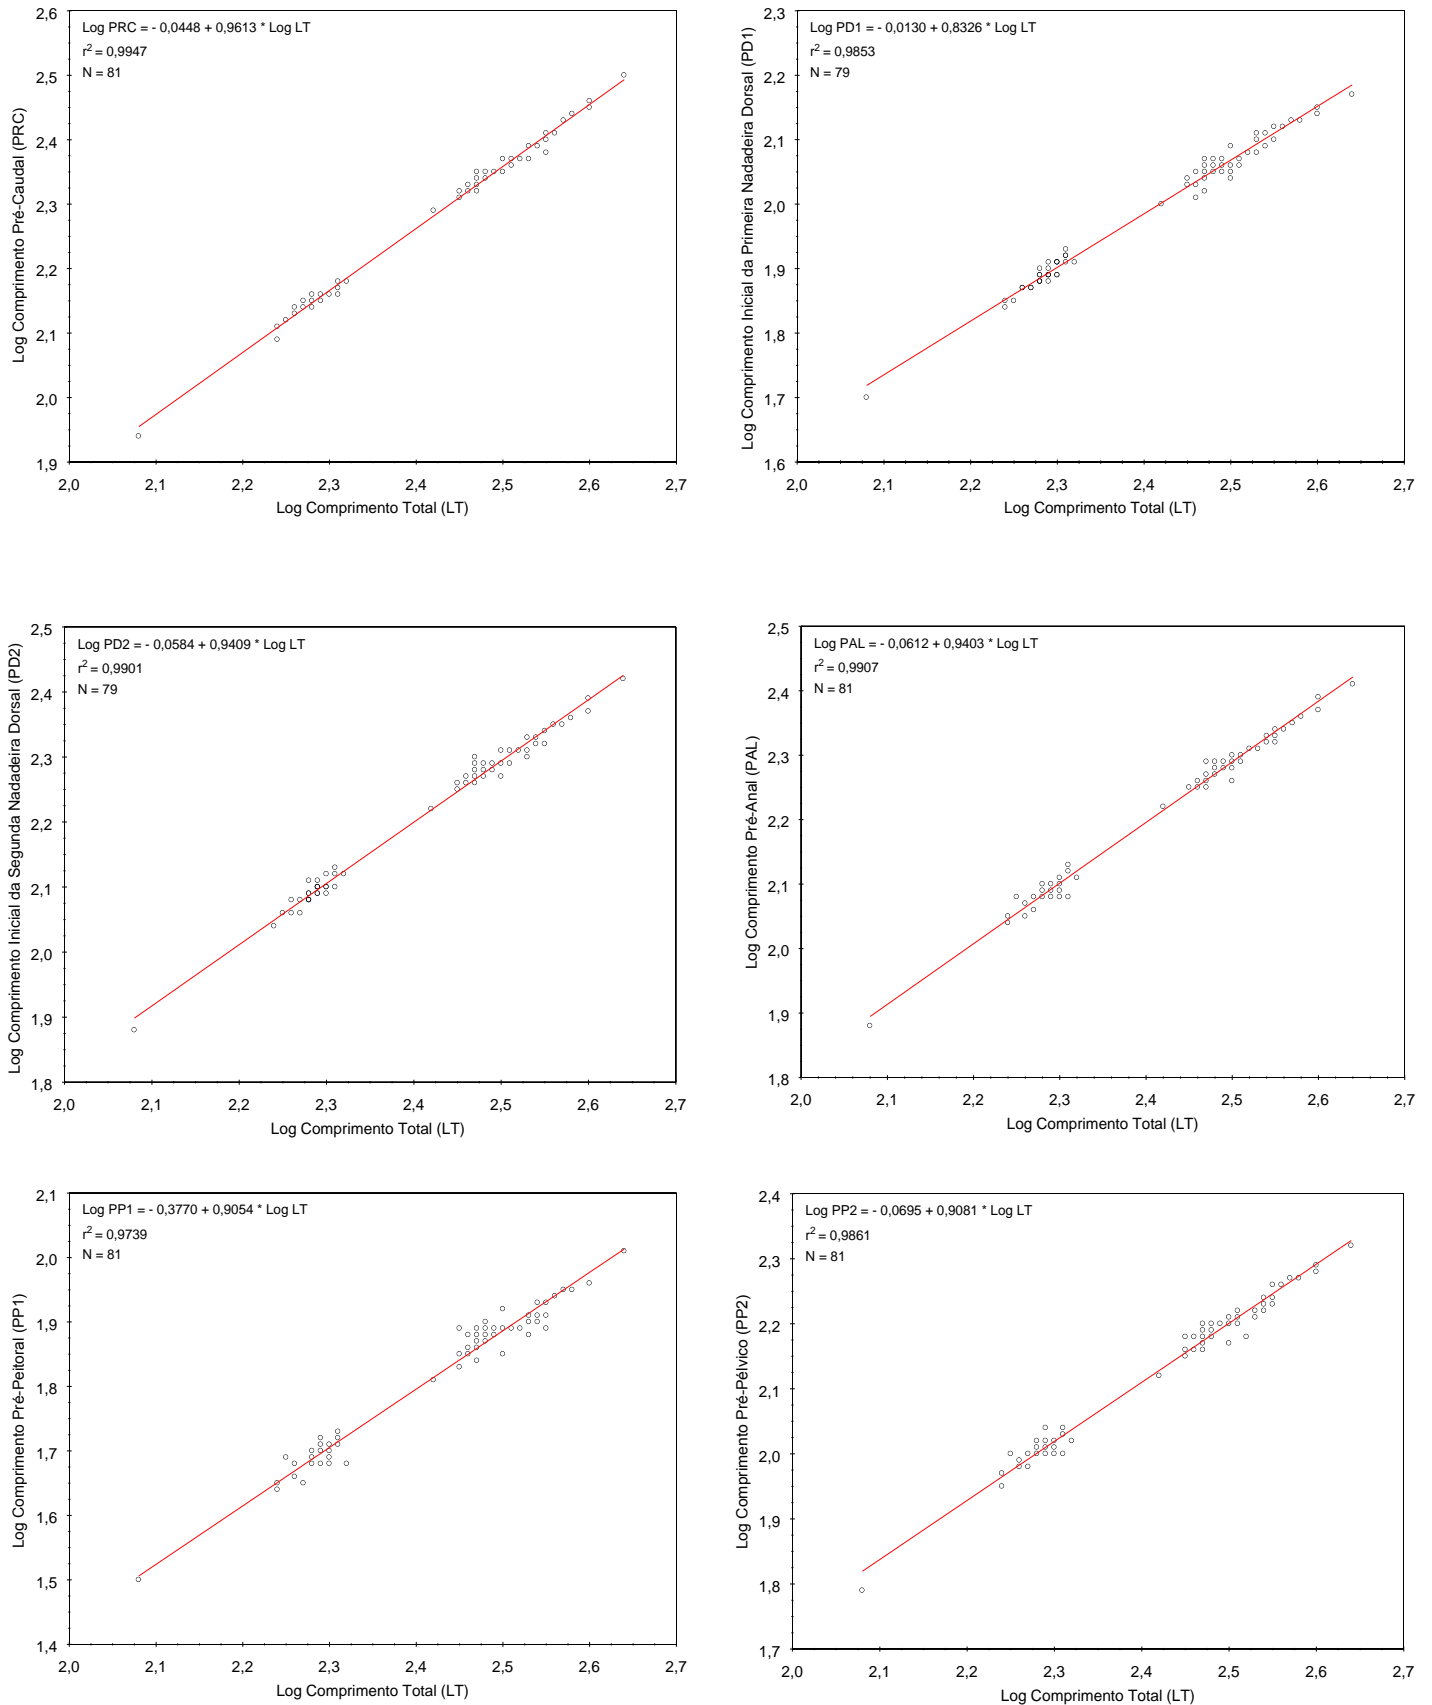 Log PRC = - 0,0448 + 0,9613 * Log LT
r2 = 0,9947
N = 81
Log Comprimento Pré-Caudal (PRC)
2,6
2,5
2,4
2,3
2,2
2,1
2,0
1,9
2,0 2,1 2,2 2,3 2,4 2,5 2,6 2,7
Log Comprimento Total (LT)
Log PD1 = - 0,0130 + 0,8326 * Log LT
r2 = 0,9853
N = 79
Log Comprimento Inicial da Primeira Nadadeira Dorsal (PD1)
2,3
2,2
2,1
2,0
1,9
1,8
1,7
1,6
2,0 2,1 2,2 2,3 2,4 2,5 2,6 2,7
Log Comprimento Total (LT)
Log PD2 = - 0,0584 + 0,9409 * Log LT
r2 = 0,9901
N = 79
Log Comprimento Inicial da Segunda Nadadeira Dorsal (PD2)
2,5
2,4
2,3
2,2
2,1
2,0
1,9
1,8
2,0 2,1 2,2 2,3 2,4 2,5 2,6 2,7
Log Comprimento Total (LT)
Log PAL = - 0,0612 + 0,9403 * Log LT
r2 = 0,9907
N = 81
Log Comprimento Pré-Anal (PAL)
2,5
2,4
2,3
2,2
2,1
2,0
1,9
1,8
2,0 2,1 2,2 2,3 2,4 2,5 2,6 2,7
Log Comprimento Total (LT)
Log PP1 = - 0,3770 + 0,9054 * Log LT
r2 = 0,9739
N = 81
Log Comprimento Pré-Peitoral (PP1)
2,1
2,0
1,9
1,8
1,7
1,6
1,5
1,4
2,0 2,1 2,2 2,3 2,4 2,5 2,6 2,7
Log Comprimento Total (LT)
Log PP2 = - 0,0695 + 0,9081 * Log LT
r2 = 0,9861
N = 81
Log Comprimento Pré-Pélvico (PP2)
2,4
2,3
2,2
2,1
2,0
1,9
1,8
1,7
2,0 2,1 2,2 2,3 2,4 2,5 2,6 2,7
Log Comprimento Total (LT)